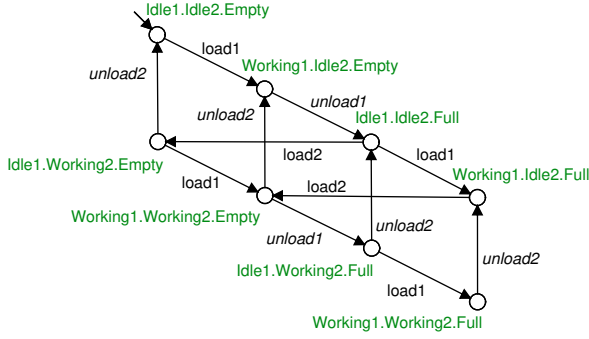 Idle1.Idle2.Empty
load1
Working1.Idle2.Empty
unload2
unload1
unload2
Idle1.Idle2.Full
load2
load1
Idle1.Working2.Empty
Working1.Idle2.Full
load1
load2
Working1.Working2.Empty
unload2
unload1
unload2
Idle1.Working2.Full
load1
Working1.Working2.Full